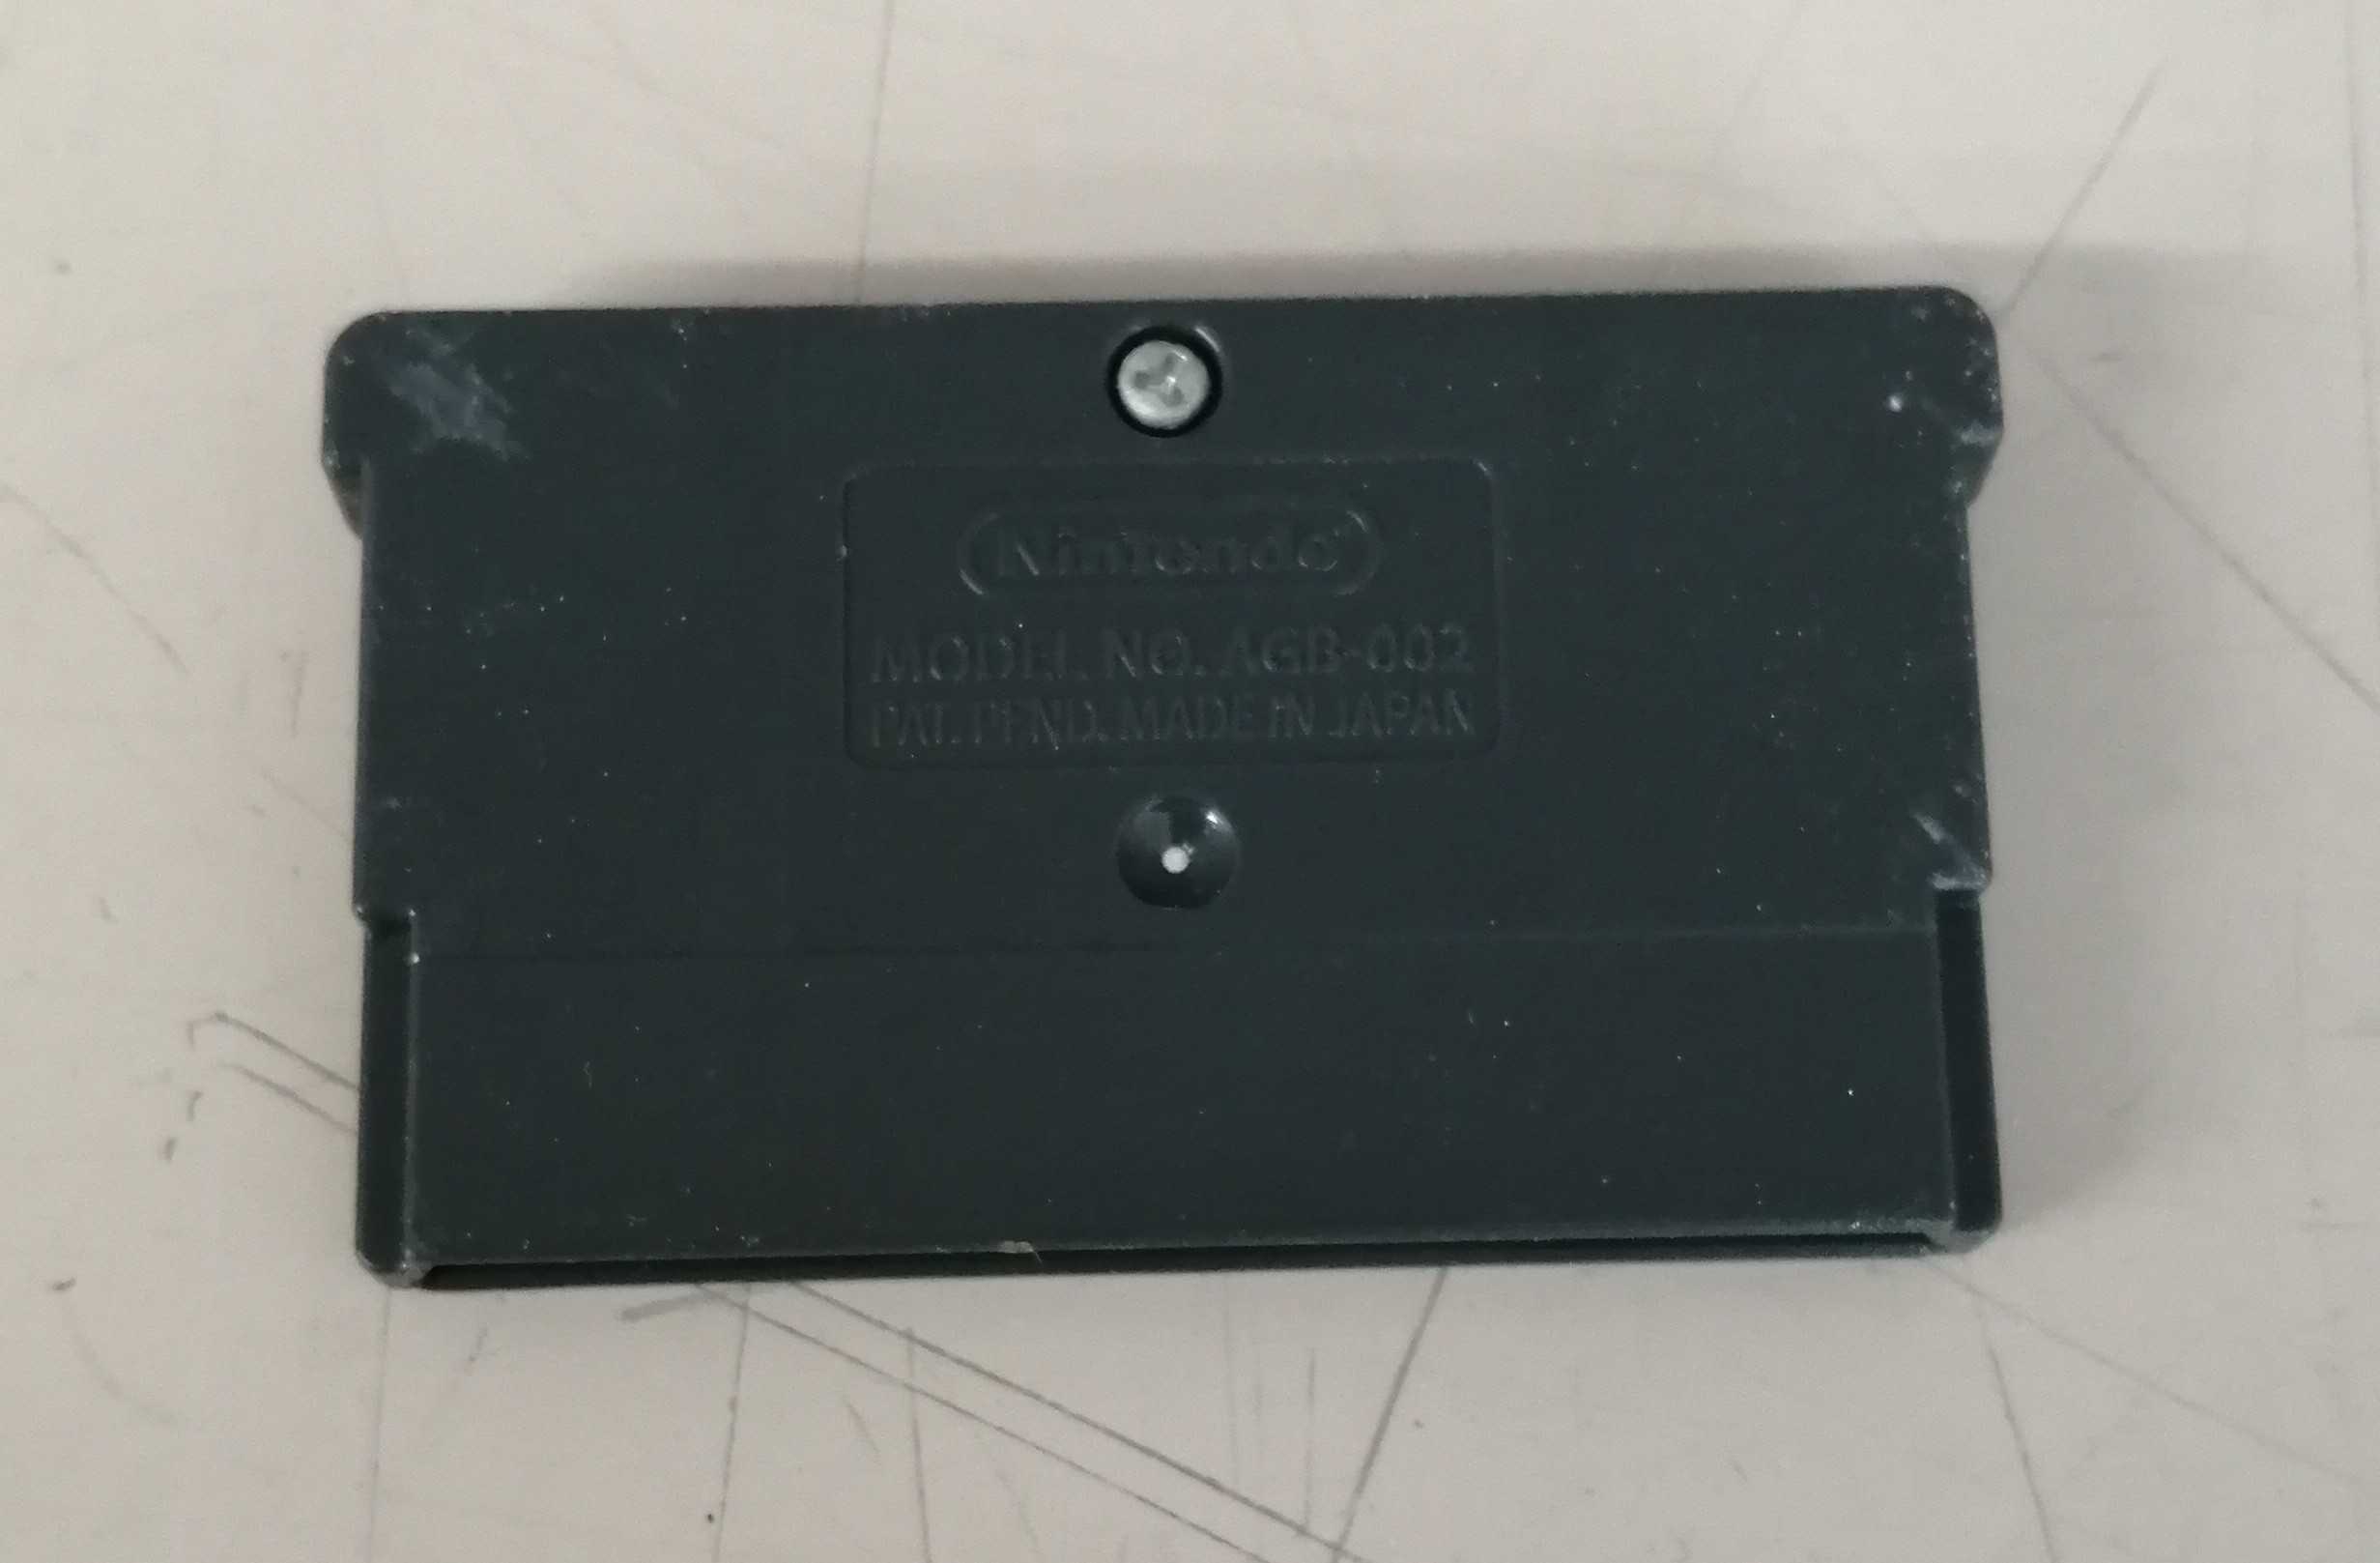 Nintendo
MODEL NO. AGB-002
PAT. PEND. MADE IN JAPAN